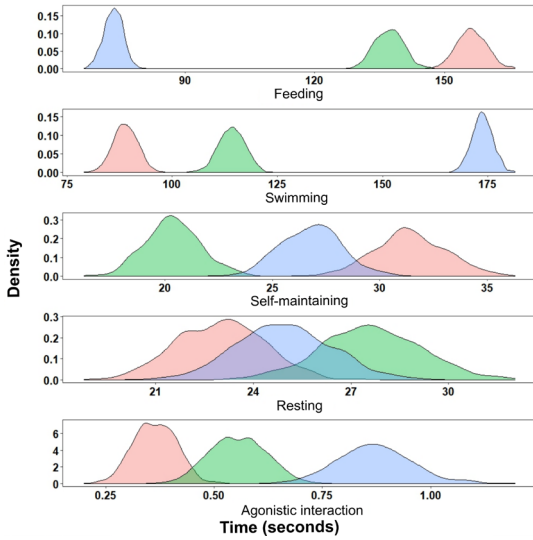 Density
0.15
0.10
0.05
0.00
90 120 150
Feeding
0.15
0.10
0.05
0.00
75 100 125 150 175
Swimming
0.3
0.2
0.1
0.0
20 25 30 35
Self-maintaining
0.3
0.2
0.1
0.0
21 24 27 30
Resting
6
4
2
0
0.25 0.50 0.75 1.00
Agonistic interaction
Time (seconds)